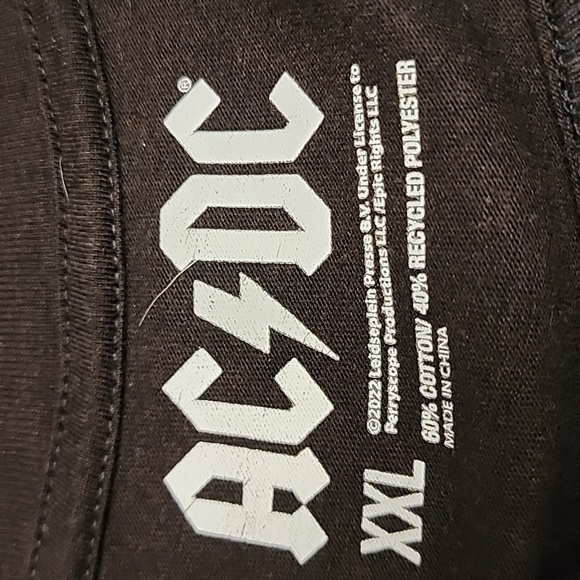 AC⚡DC®
©2022 Leidseplein Presse B.V. Under License to
Perryscope Productions LLC /Epic Rights LLC
XXL
60% COTTON/ 40% RECYCLED POLYESTER
MADE IN CHINA